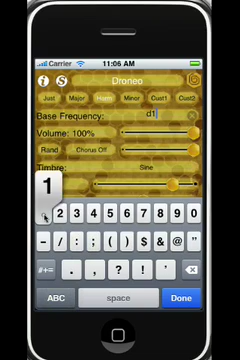 Carrier 11:06 AM
i S Droneo
Just Major Harm Minor Cust1 Cust2
Base Frequency: d1
Volume: 100%
Rand Chorus Off
Timbre: Sine
1
2 3 4 5 6 7 8 9 0
- / : ; ( ) $ & @ "
#+= . , ? ! '
ABC space Done